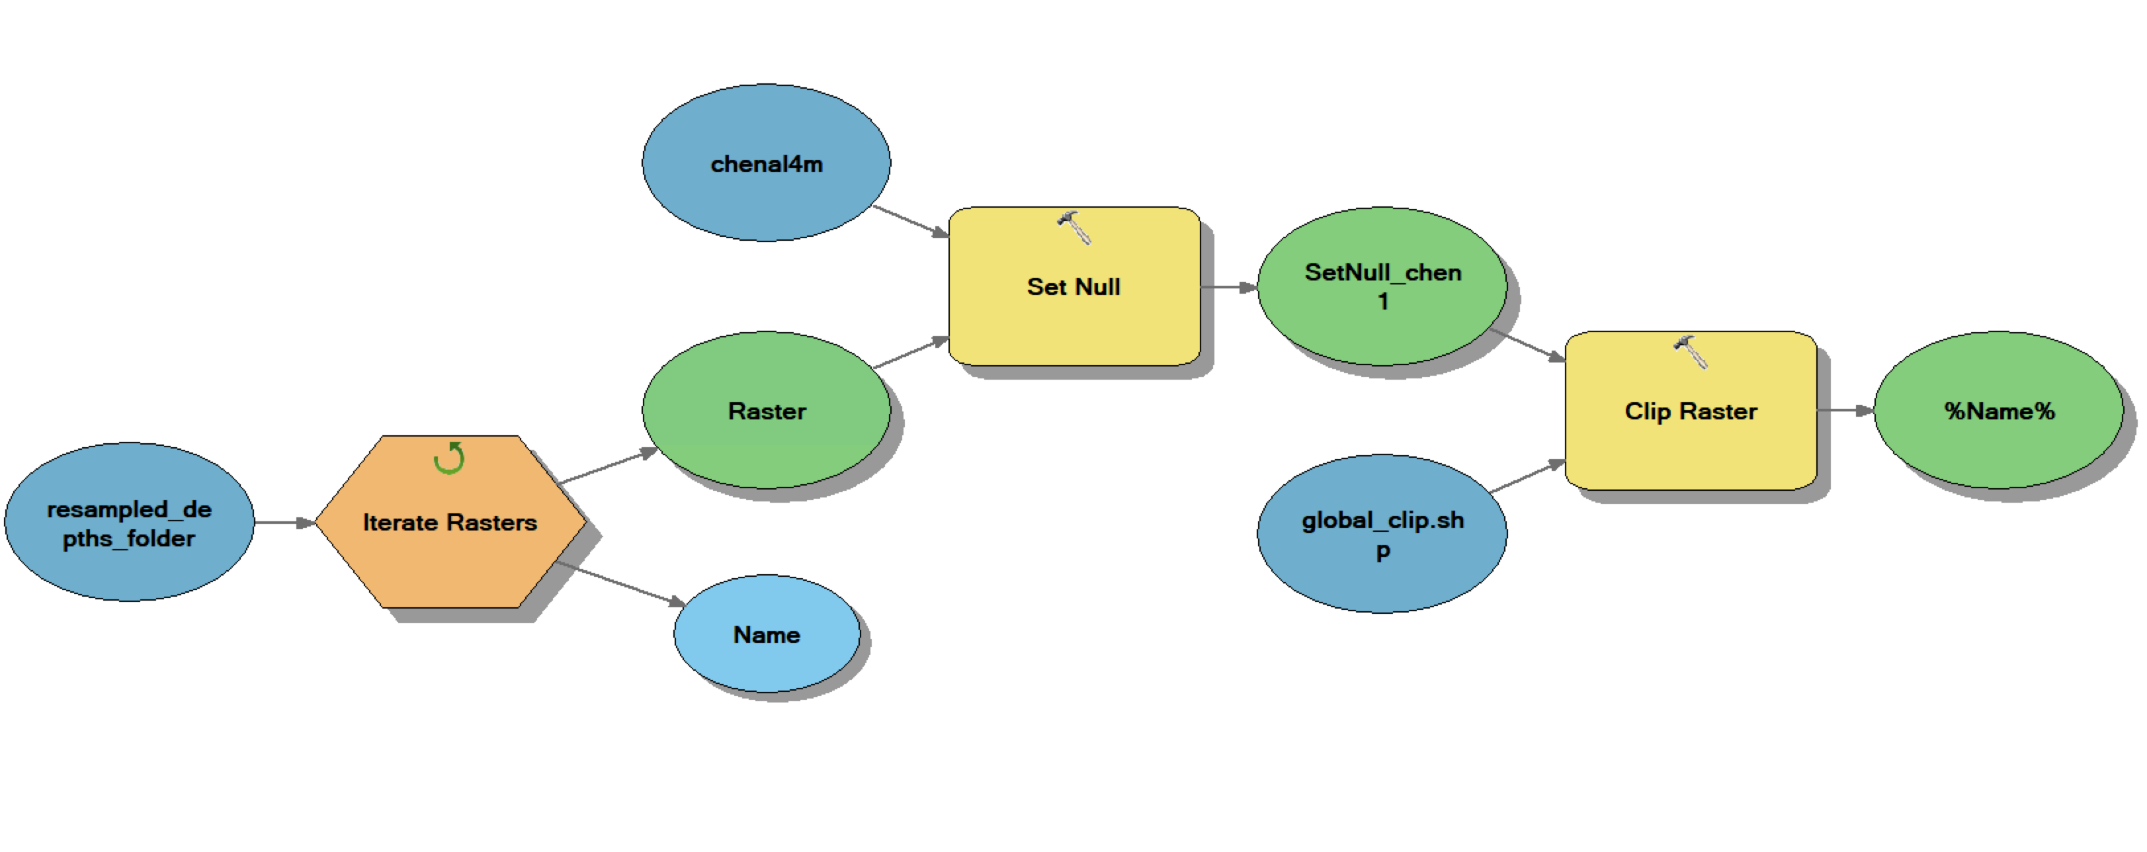 chenal4m
Set Null
SetNull_chen
1
Raster
Clip Raster
%Name%
resampled_de
pths_folder
Iterate Rasters
global_clip.sh
p
Name